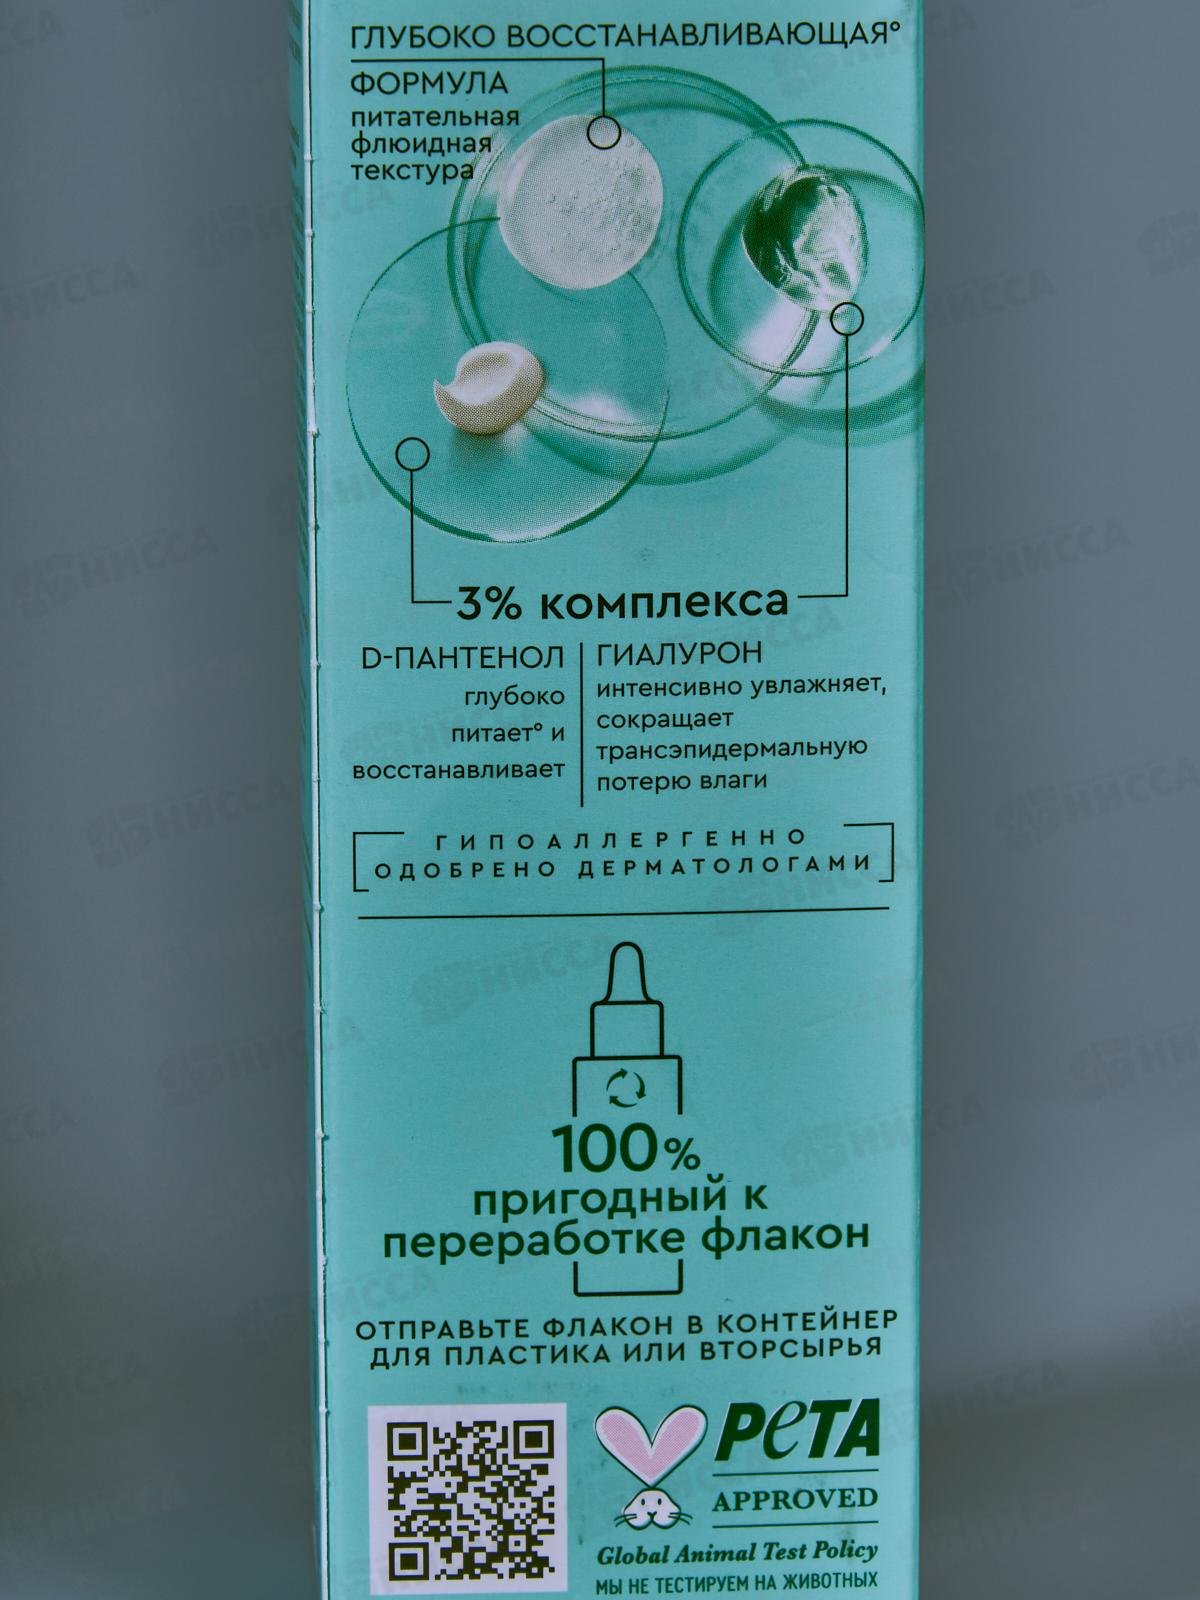 ГЛУБОКО ВОССТАНАВЛИВАЮЩАЯ°
ФОРМУЛА
питательная
флюидная
текстура
3% комплекса
D-ПАНТЕНОЛ
глубоко
питает° и
восстанавливает
ГИАЛУРОН
интенсивно увлажняет,
сокращает
трансэпидермальную
потерю влаги
ГИПОАЛЛЕРГЕННО
ОДОБРЕНО ДЕРМАТОЛОГАМИ
100%
пригодный к
переработке флакон
ОТПРАВЬТЕ ФЛАКОН В КОНТЕЙНЕР
ДЛЯ ПЛАСТИКА ИЛИ ВТОРСЫРЬЯ
PETA
APPROVED
Global Animal Test Policy
МЫ НЕ ТЕСТИРУЕМ НА ЖИВОТНЫХ